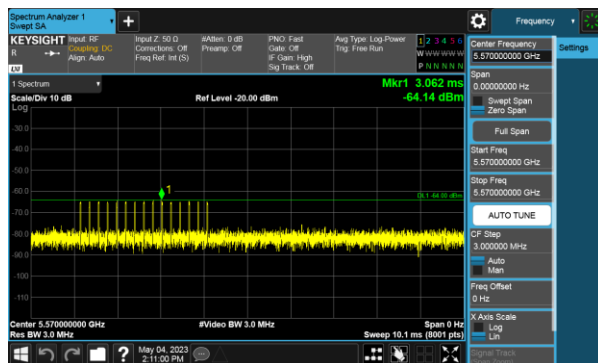 Spectrum Analyzer 1
Swept SA
Frequency
KEYSIGHT
R
Input: RF
Coupling: DC
Align: Auto
Input Z: 50 Ω
Corrections: Off
Freq Ref: Int (S)
#Atten: 0 dB
Preamp: Off
PNO: Fast
Gate: Off
IF Gain: High
Sig Track: Off
Avg Type: Log-Power
Trig: Free Run
1 2 3 4 5 6
W W W W W W
P N N N N N
LNI
1 Spectrum
Scale/Div 10 dB
Log
Ref Level -20.00 dBm
Mkr1 3.062 ms
-64.14 dBm
-30.0
-40.0
-50.0
-60.0
-70.0
-80.0
-90.0
-100
-110
1
DL1 -64.00 dBm
Center 5.570000000 GHz
Res BW 3.0 MHz
#Video BW 3.0 MHz
Span 0 Hz
Sweep 10.1 ms (8001 pts)
Center Frequency
5.570000000 GHz
Settings
Span
0.00000000 Hz
Swept Span
Zero Span
Full Span
Start Freq
5.570000000 GHz
Stop Freq
5.570000000 GHz
AUTO TUNE
CF Step
3.000000 MHz
Auto
Man
Freq Offset
0 Hz
X Axis Scale
Log
Lin
Signal Track
?
May 04, 2023
2:11:00 PM